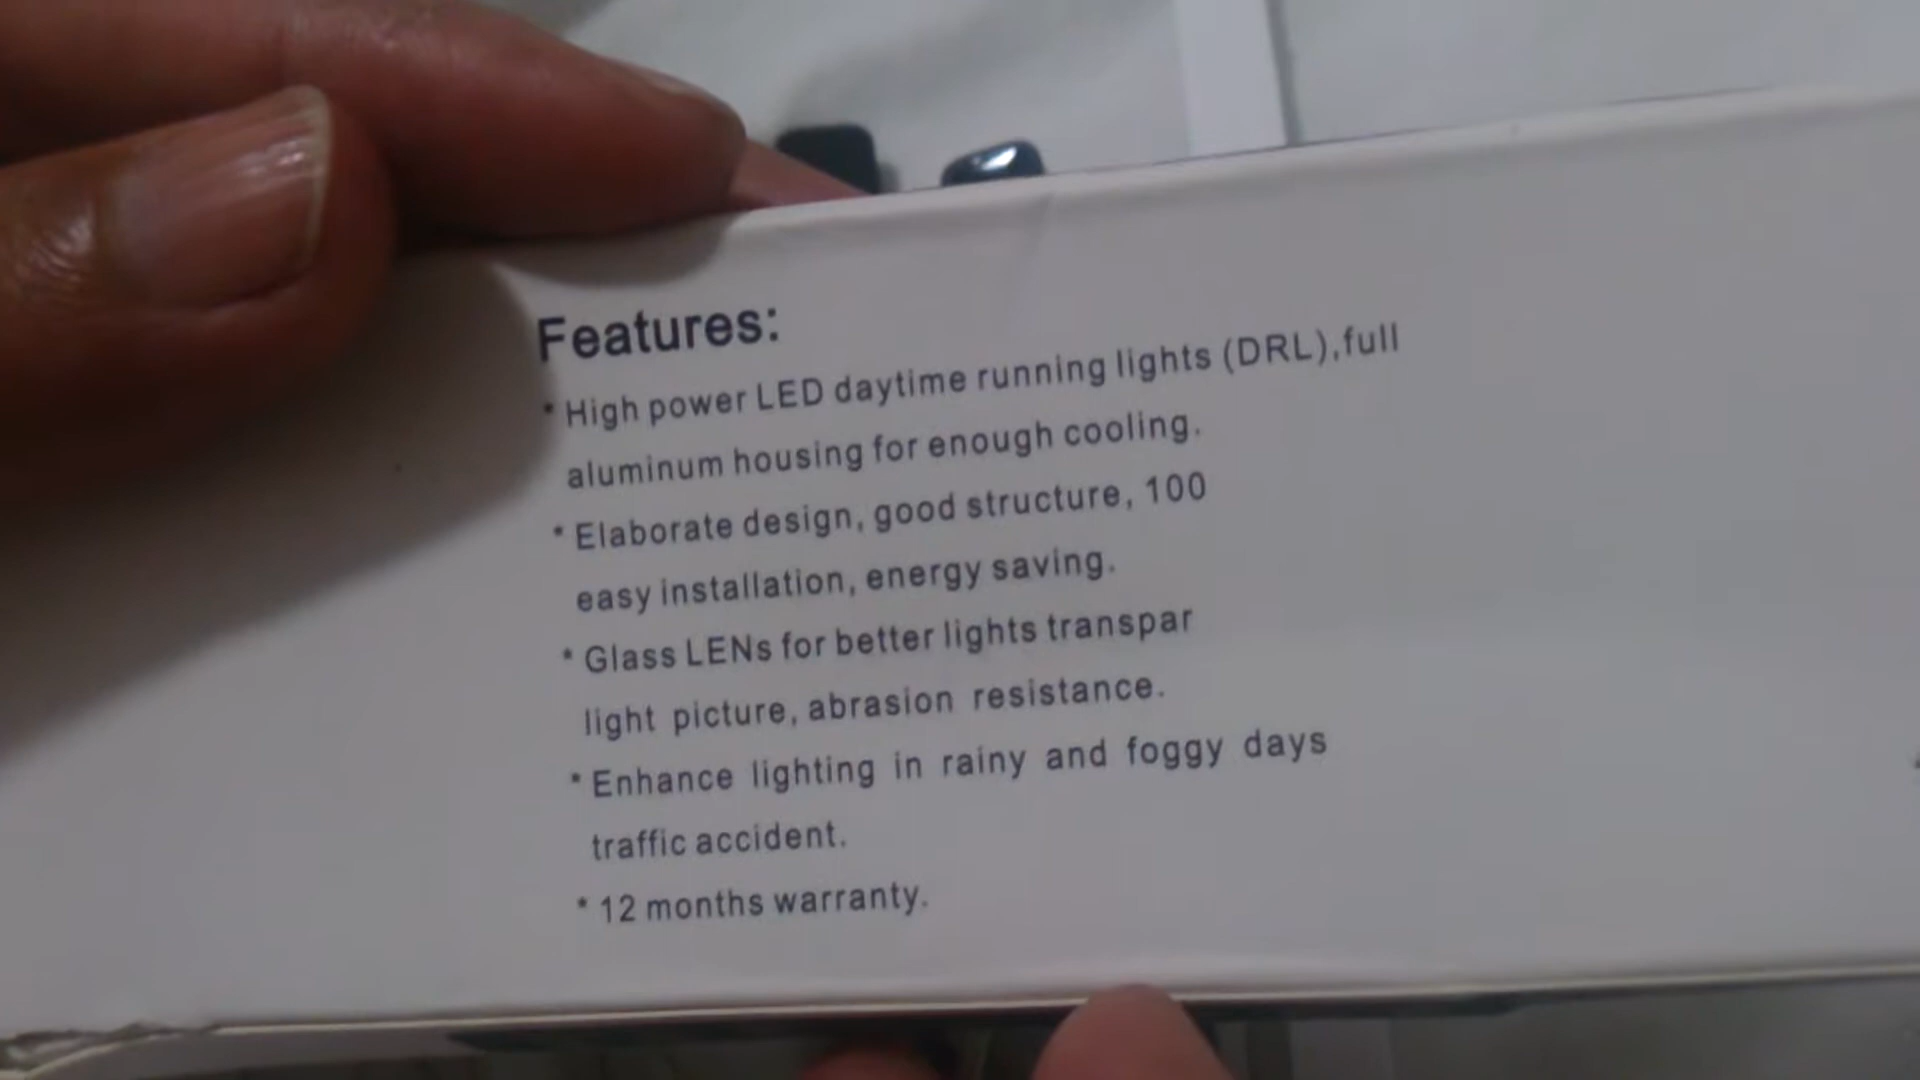 Features:
* High power LED daytime running lights (DRL),full
aluminum housing for enough cooling.
* Elaborate design, good structure, 100
easy installation, energy saving.
* Glass LENs for better lights transpar
light picture, abrasion resistance.
* Enhance lighting in rainy and foggy days
traffic accident.
* 12 months warranty.